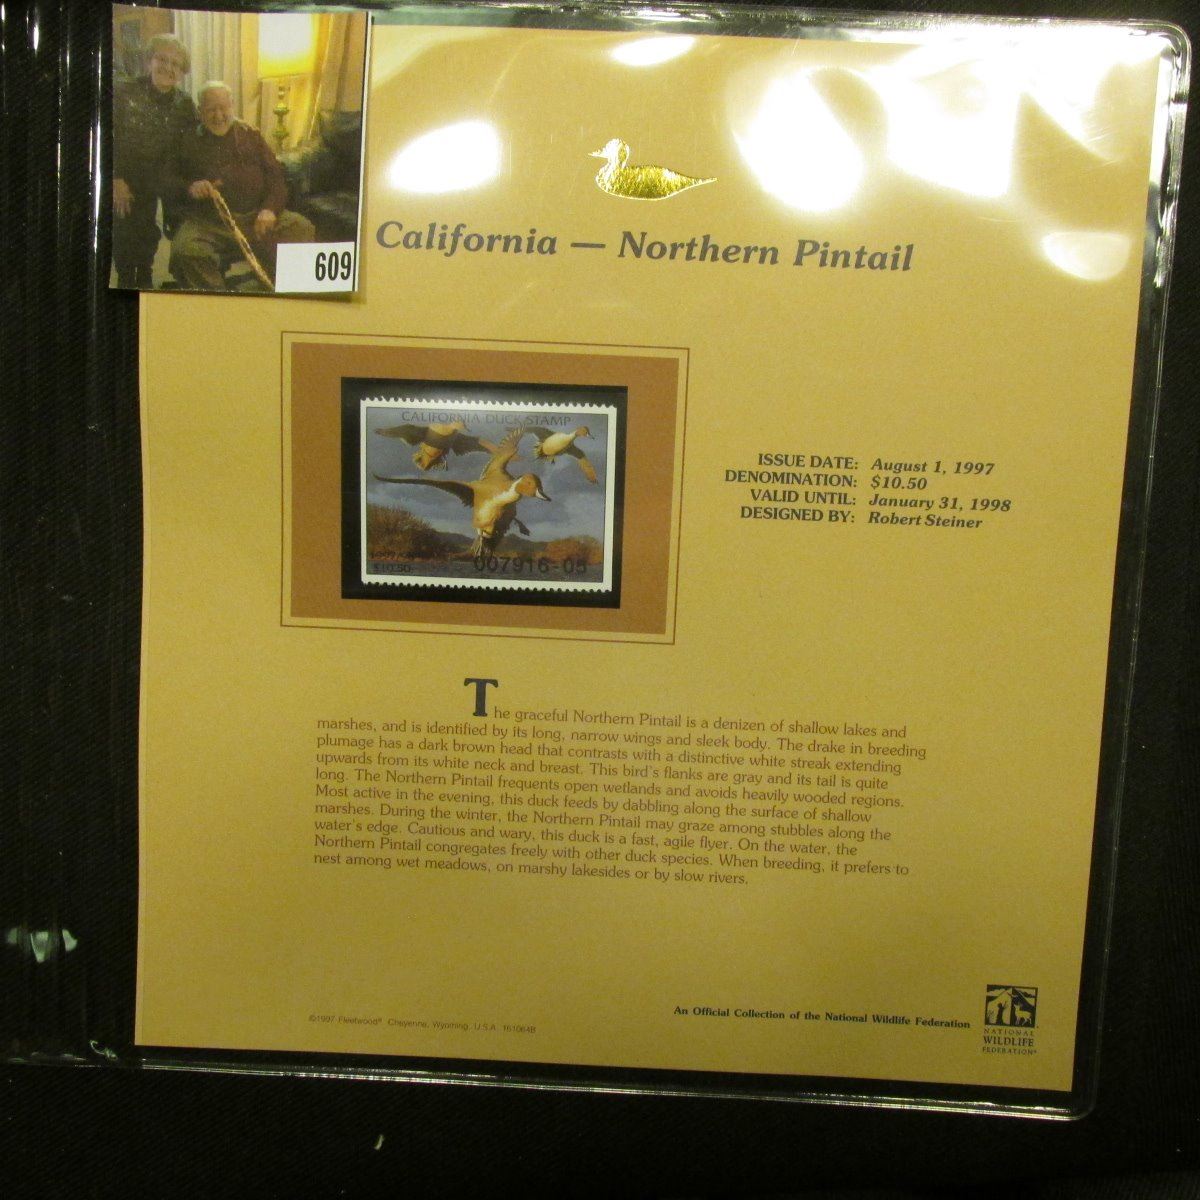 609
California — Northern Pintail
CALIFORNIA DUCK STAMP
$10.50
007916-05
ISSUE DATE: August 1, 1997
DENOMINATION: $10.50
VALID UNTIL: January 31, 1998
DESIGNED BY: Robert Steiner
The graceful Northern Pintail is a denizen of shallow lakes and
marshes, and is identified by its long, narrow wings and sleek body. The drake in breeding
plumage has a dark brown head that contrasts with a distinctive white streak extending
upwards from its white neck and breast. This bird's flanks are gray and its tail is quite
long. The Northern Pintail frequents open wetlands and avoids heavily wooded regions.
Most active in the evening, this duck feeds by dabbling along the surface of shallow
marshes. During the winter, the Northern Pintail may graze among stubbles along the
water's edge. Cautious and wary, this duck is a fast, agile flyer. On the water, the
Northern Pintail congregates freely with other duck species. When breeding, it prefers to
nest among wet meadows, on marshy lakesides or by slow rivers.
©1997 Fleetwood® Cheyenne, Wyoming, U.S.A. 161064B
An Official Collection of the National Wildlife Federation
NATIONAL
WILDLIFE
FEDERATION®